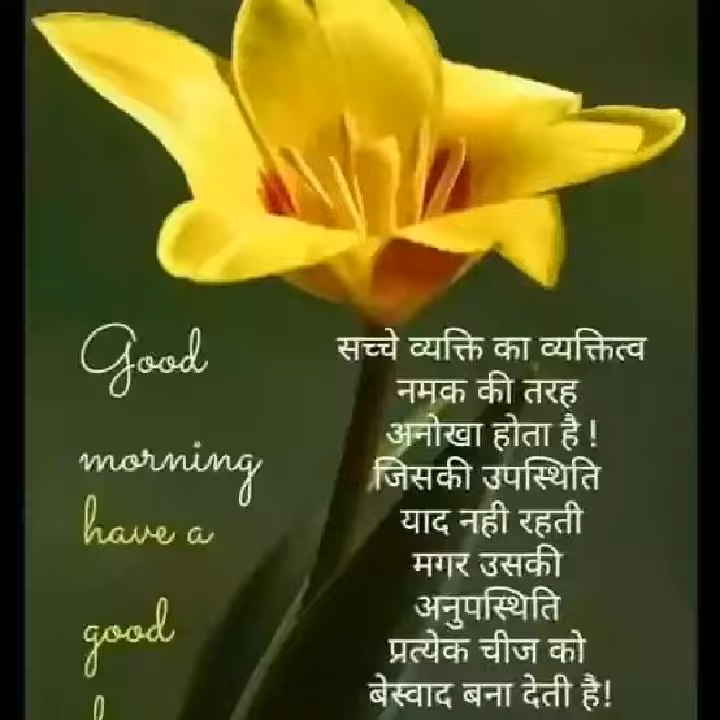 Good
morning
have a
good
सच्चे व्यक्ति का व्यक्तित्व
नमक की तरह
अनोखा होता है !
जिसकी उपस्थिति
याद नही रहती
मगर उसकी
अनुपस्थिति
प्रत्येक चीज को
बेस्वाद बना देती है!